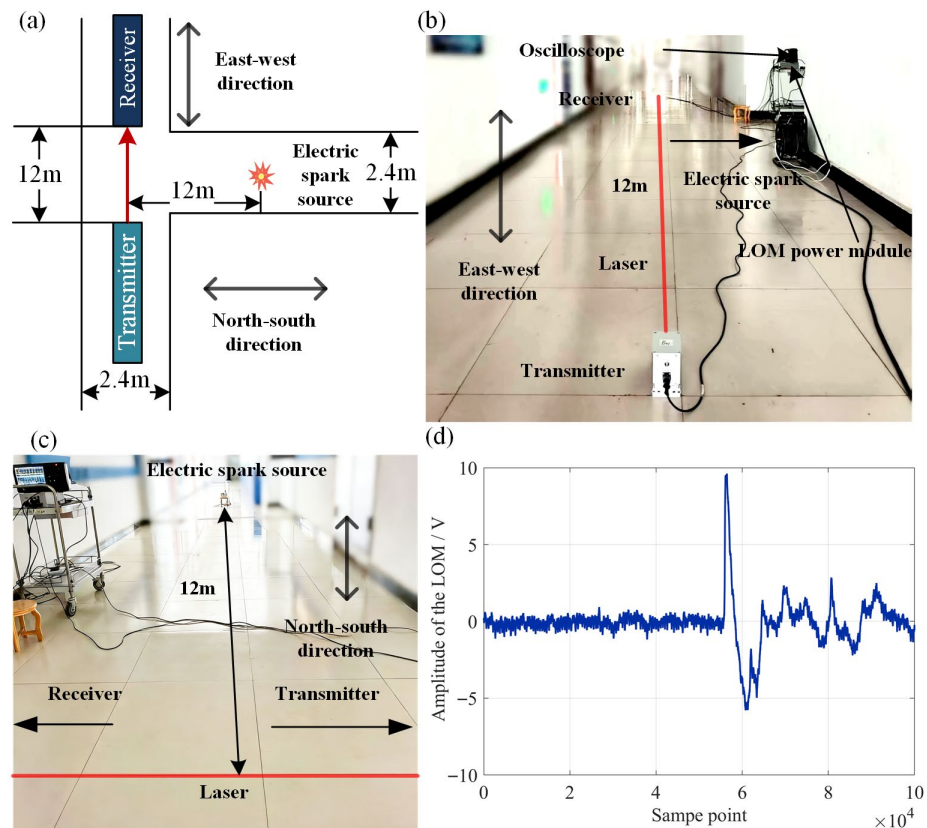 (a)
Receiver
East-west
direction
12m
12m
Electric
spark
source
2.4m
Transmitter
North-south
direction
2.4m
(b)
Oscilloscope
Receiver
12m
Electric spark
source
Laser
LOM power module
East-west
direction
Transmitter
(c)
Electric spark source
12m
North-south
direction
Receiver
Transmitter
Laser
(d)
Amplitude of the LOM / V
10
5
0
−5
−10
0
2
4
6
8
10
Sampe point
×10⁴